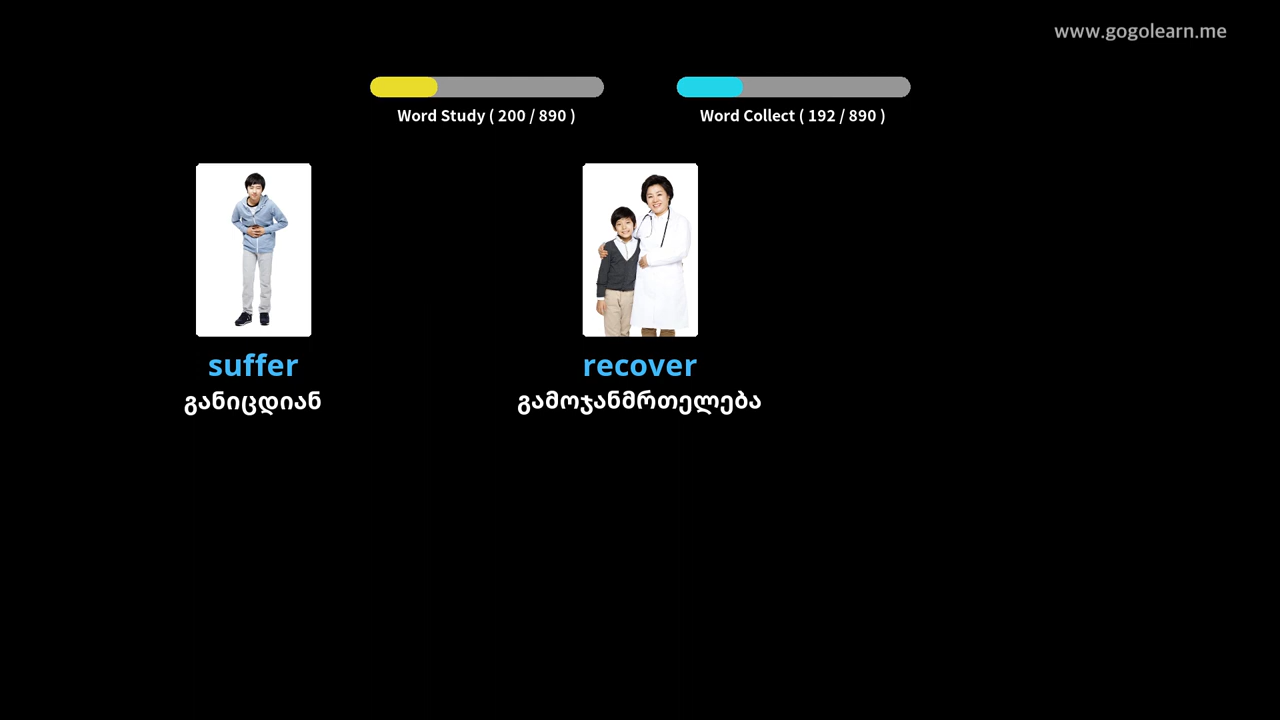 www.gogolearn.me
Word Study ( 200 / 890 )
Word Collect ( 192 / 890 )
suffer
განიცდიან
recover
გამოჯანმრთელება